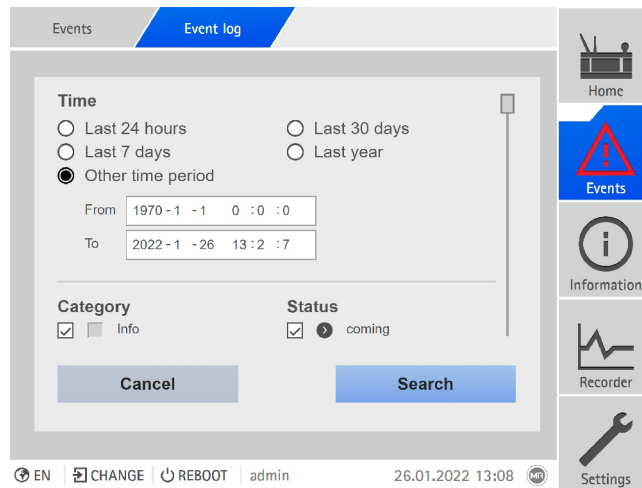 Events Event log
Home
Time
Last 24 hours Last 30 days
Last 7 days Last year
Other time period
From 1970 - 1 - 1 0 : 0 : 0
To 2022 - 1 - 26 13 : 2 : 7
Events
Information
Category Status
Info coming
Cancel Search
Recorder
EN CHANGE REBOOT admin 26.01.2022 13:08 MR
Settings